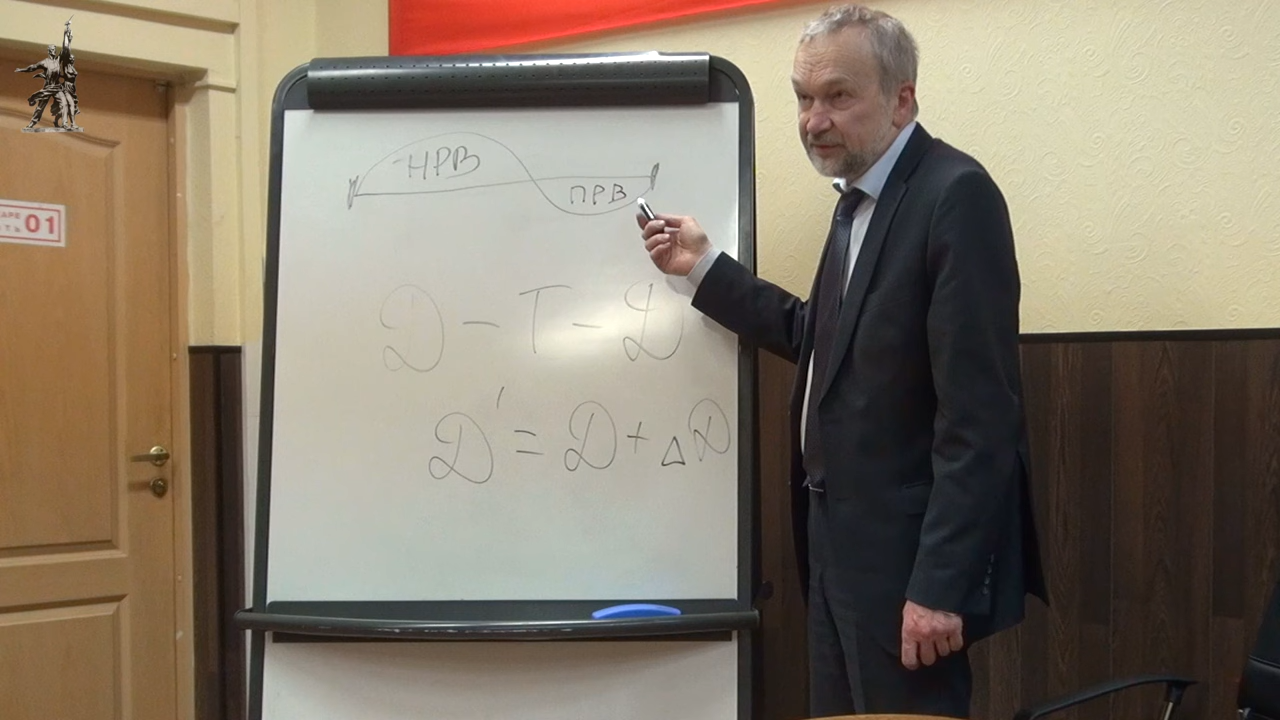 НРВ
ПРВ
Д – Т – Д
Д' = Д + ΔД
01